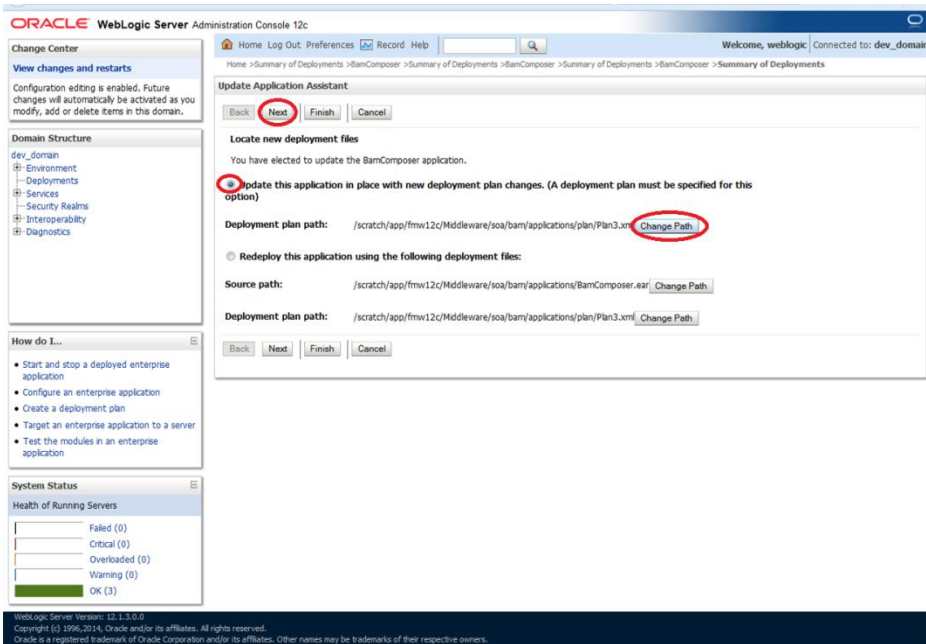 ORACLE WebLogic Server Administration Console 12c
Change Center
View changes and restarts
Configuration editing is enabled. Future
changes will automatically be activated as you
modify, add or delete items in this domain.
Domain Structure
dev_domain
Environment
Deployments
Services
Security Realms
Interoperability
Diagnostics
How do I...
Start and stop a deployed enterprise
application
Configure an enterprise application
Create a deployment plan
Target an enterprise application to a server
Test the modules in an enterprise
application
System Status
Health of Running Servers
Failed (0)
Critical (0)
Overloaded (0)
Warning (0)
OK (3)
Home Log Out Preferences Record Help
Welcome, weblogic Connected to: dev_domain
Home >Summary of Deployments >BamComposer >Summary of Deployments >BamComposer >Summary of Deployments >BamComposer >Summary of Deployments
Update Application Assistant
Back Next Finish Cancel
Locate new deployment files
You have elected to update the BamComposer application.
Update this application in place with new deployment plan changes. (A deployment plan must be specified for this
option)
Deployment plan path: /scratch/app/fmw12c/Middleware/soa/bam/applications/plan/Plan3.xml Change Path
Redeploy this application using the following deployment files:
Source path: /scratch/app/fmw12c/Middleware/soa/bam/applications/BamComposer.ear Change Path
Deployment plan path: /scratch/app/fmw12c/Middleware/soa/bam/applications/plan/Plan3.xml Change Path
Back Next Finish Cancel
WebLogic Server Version: 12.1.3.0.0
Copyright (c) 1996,2014, Oracle and/or its affiliates. All rights reserved.
Oracle is a registered trademark of Oracle Corporation and/or its affiliates. Other names may be trademarks of their respective owners.